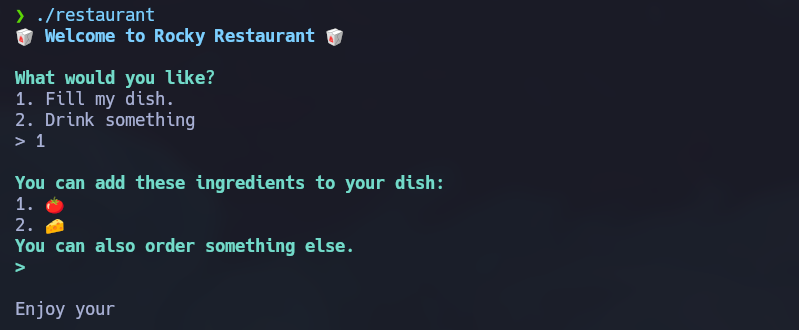 ❯ ./restaurant
🥡 Welcome to Rocky Restaurant 🥡
What would you like?
1. Fill my dish.
2. Drink something
> 1
You can add these ingredients to your dish:
1. 🍅
2. 🧀
You can also order something else.
>
Enjoy your